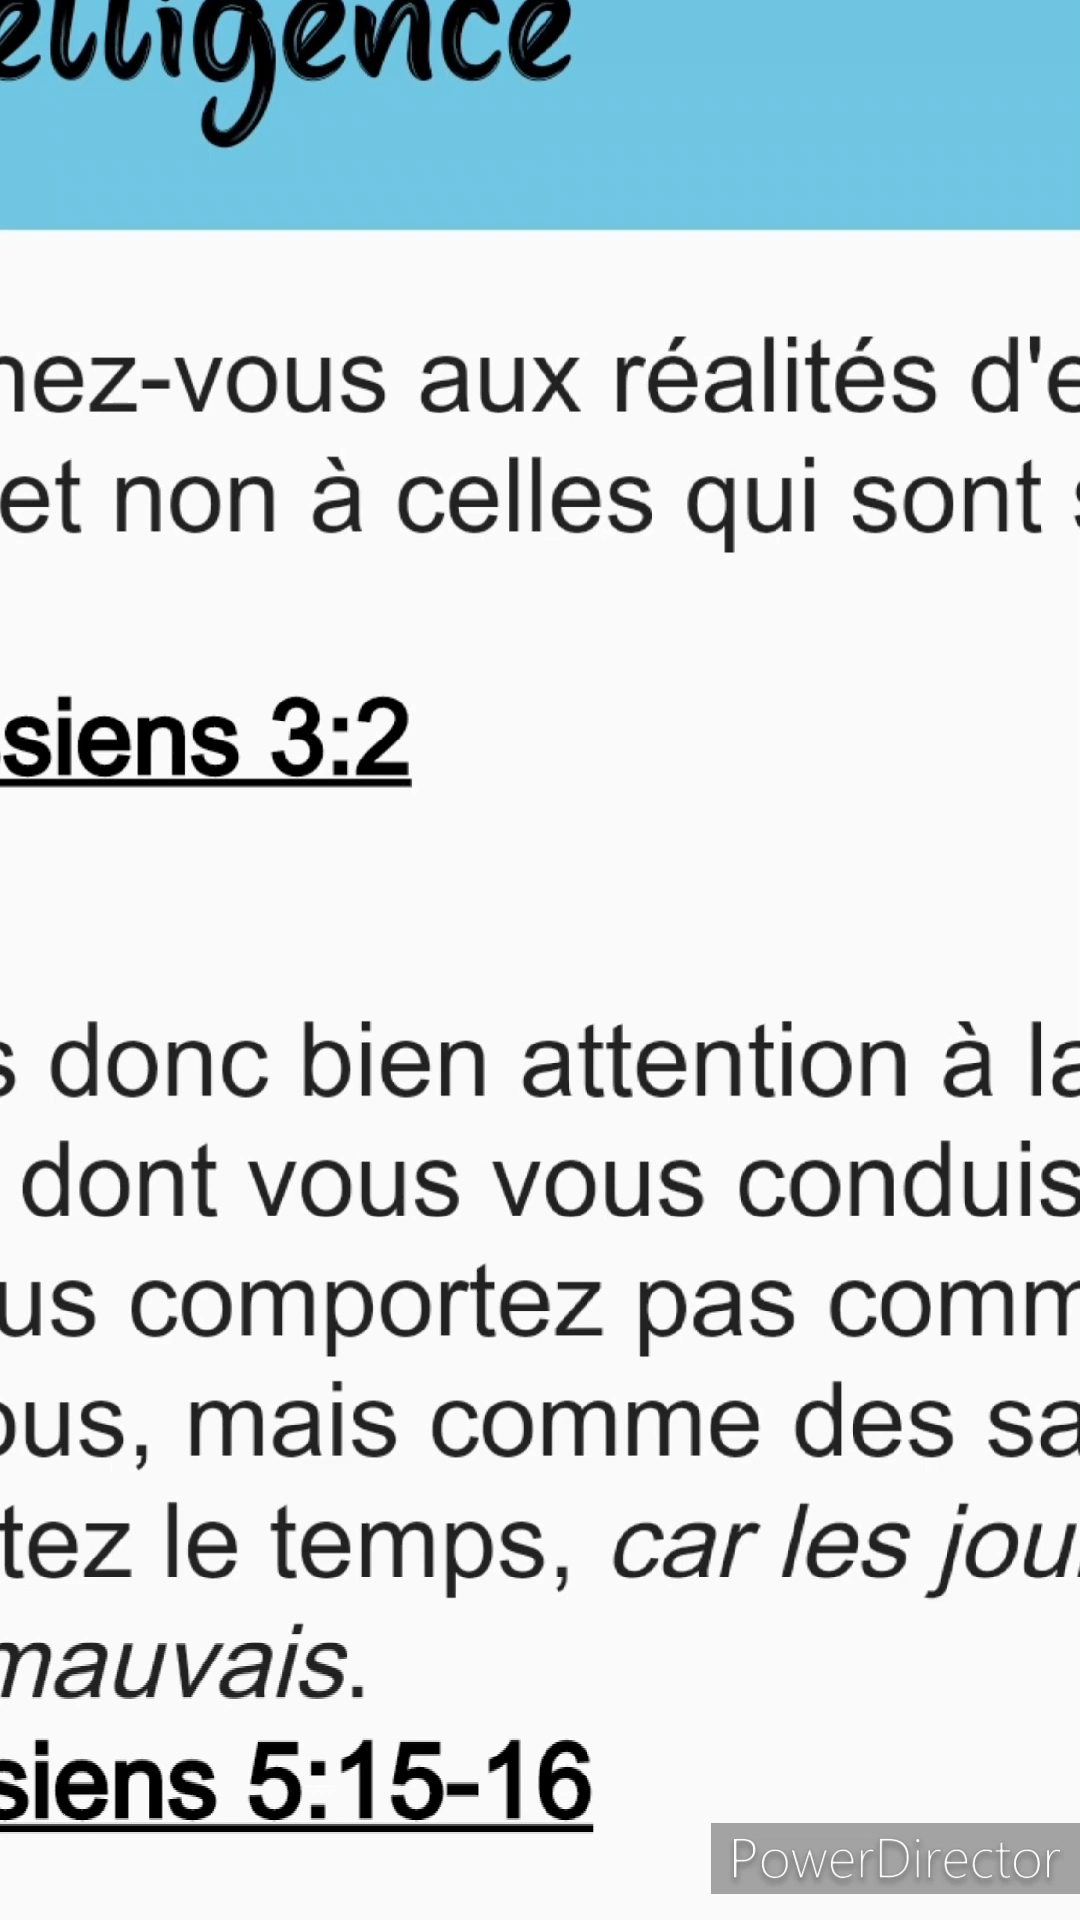 elligence
nez-vous aux réalités d'e
et non à celles qui sont s
ssiens 3:2
s donc bien attention à la
dont vous vous conduis
us comportez pas comm
ous, mais comme des sa
tez le temps, car les jou
mauvais.
siens 5:15-16
PowerDirector